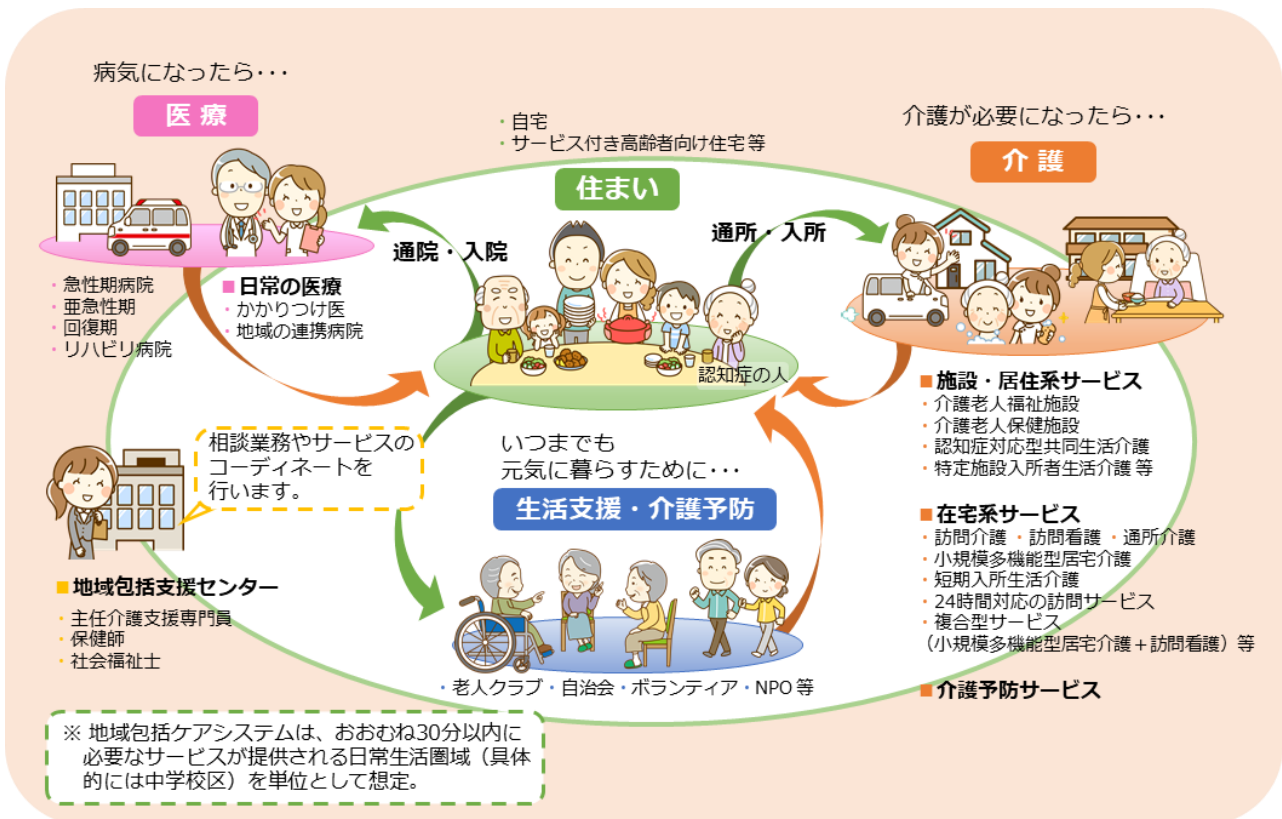 病気になったら･･･
医 療
・急性期病院
・亜急性期
・回復期
・リハビリ病院
■日常の医療
・かかりつけ医
・地域の連携病院
・自宅
・サービス付き高齢者向け住宅 等
住まい
通院・入院
通所・入所
認知症の人
介護が必要になったら･･･
介 護
■施設・居住系サービス
・介護老人福祉施設
・介護老人保健施設
・認知症対応型共同生活介護
・特定施設入所者生活介護 等
■在宅系サービス
・訪問介護 ・訪問看護 ・通所介護
・小規模多機能型居宅介護
・短期入所生活介護
・24時間対応の訪問サービス
・複合型サービス
（小規模多機能型居宅介護＋訪問看護）等
■介護予防サービス
相談業務やサービスの
コーディネートを
行います。
■地域包括支援センター
・主任介護支援専門員
・保健師
・社会福祉士
いつまでも
元気に暮らすために･･･
生活支援・介護予防
・老人クラブ・自治会・ボランティア・NPO 等
※ 地域包括ケアシステムは、おおむね30分以内に
必要なサービスが提供される日常生活圏域（具体
的には中学校区）を単位として想定。